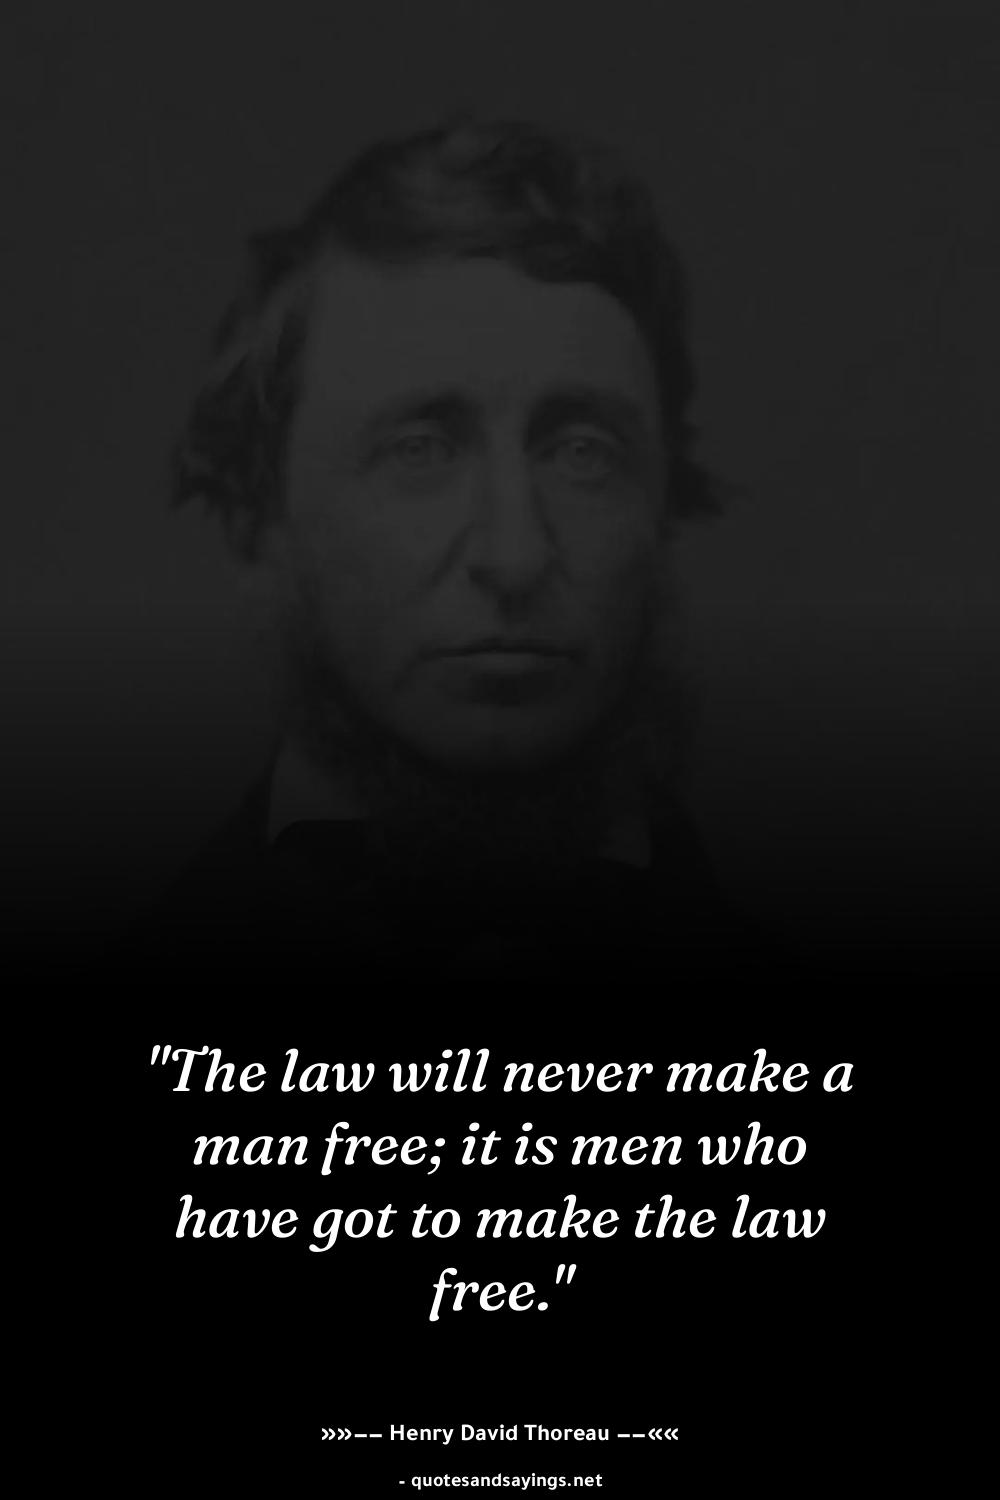 "The law will never make a
man free; it is men who
have got to make the law
free."
»»–– Henry David Thoreau ––««
- quotesandsayings.net